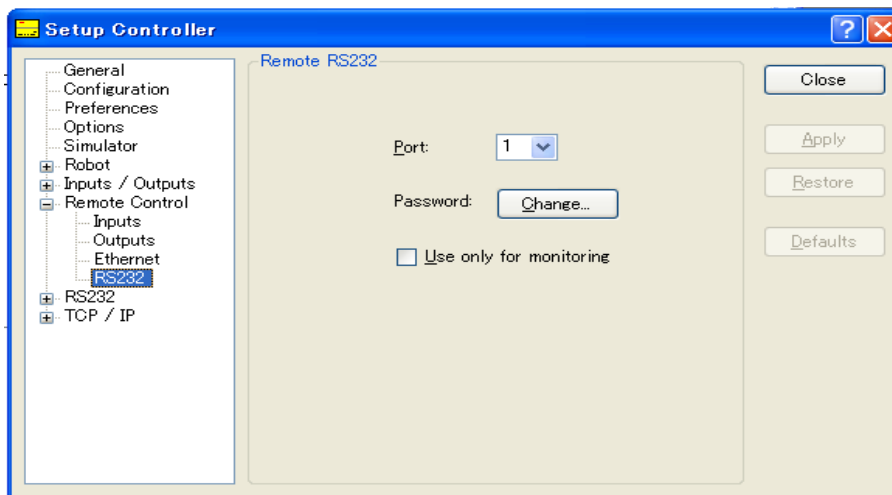 Setup Controller
General
Configuration
Preferences
Options
Simulator
Robot
Inputs / Outputs
Remote Control
Inputs
Outputs
Ethernet
RS232
RS232
TCP / IP
Remote RS232
Port: 1
Password: Change...
Use only for monitoring
Close
Apply
Restore
Defaults